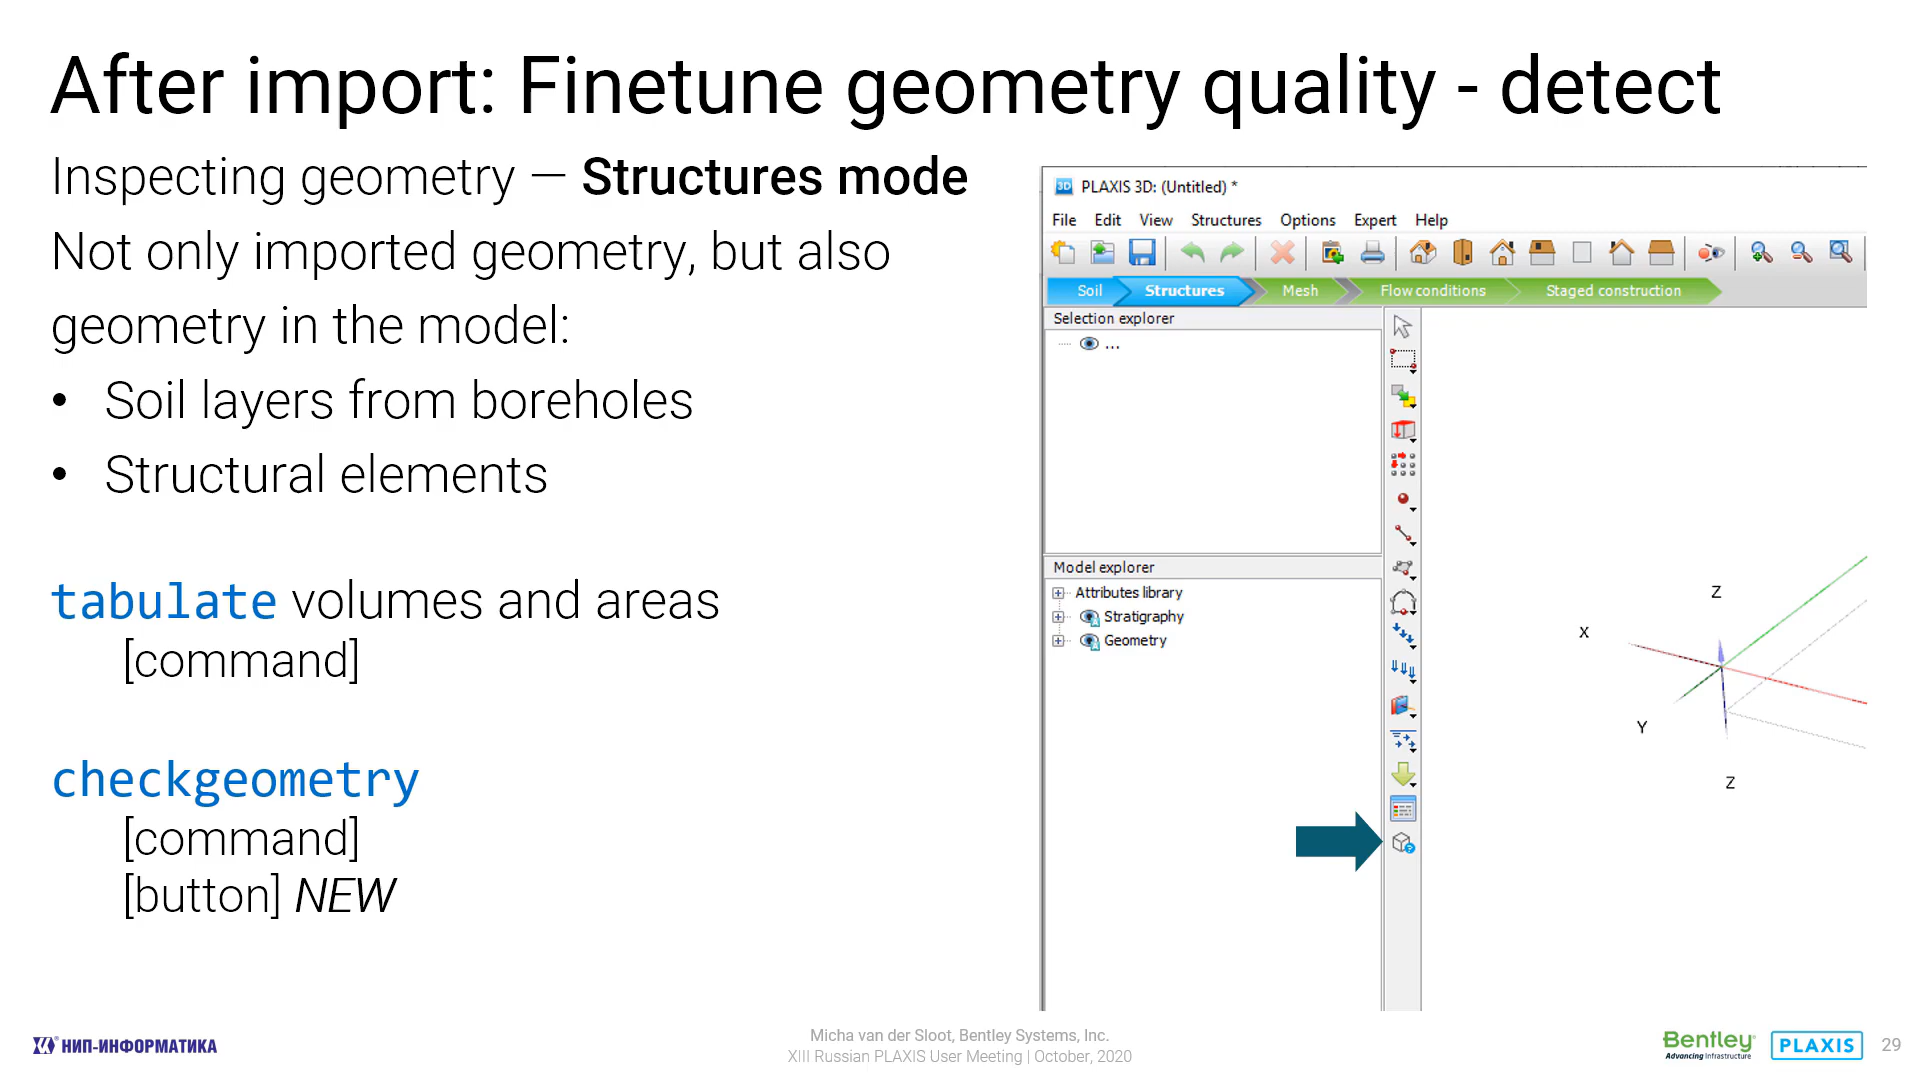 After import: Finetune geometry quality - detect
Inspecting geometry — Structures mode
Not only imported geometry, but also
geometry in the model:
• Soil layers from boreholes
• Structural elements
tabulate volumes and areas
[command]
checkgeometry
[command]
[button] NEW
3D PLAXIS 3D: (Untitled) *
File Edit View Structures Options Expert Help
Soil Structures Mesh Flow conditions Staged construction
Selection explorer
...
Model explorer
Attributes library
Stratigraphy
Geometry
Z
X
Y
Z
НИП-ИНФОРМАТИКА
Micha van der Sloot, Bentley Systems, Inc.
XIII Russian PLAXIS User Meeting | October, 2020
Bentley
Advancing Infrastructure
PLAXIS
29